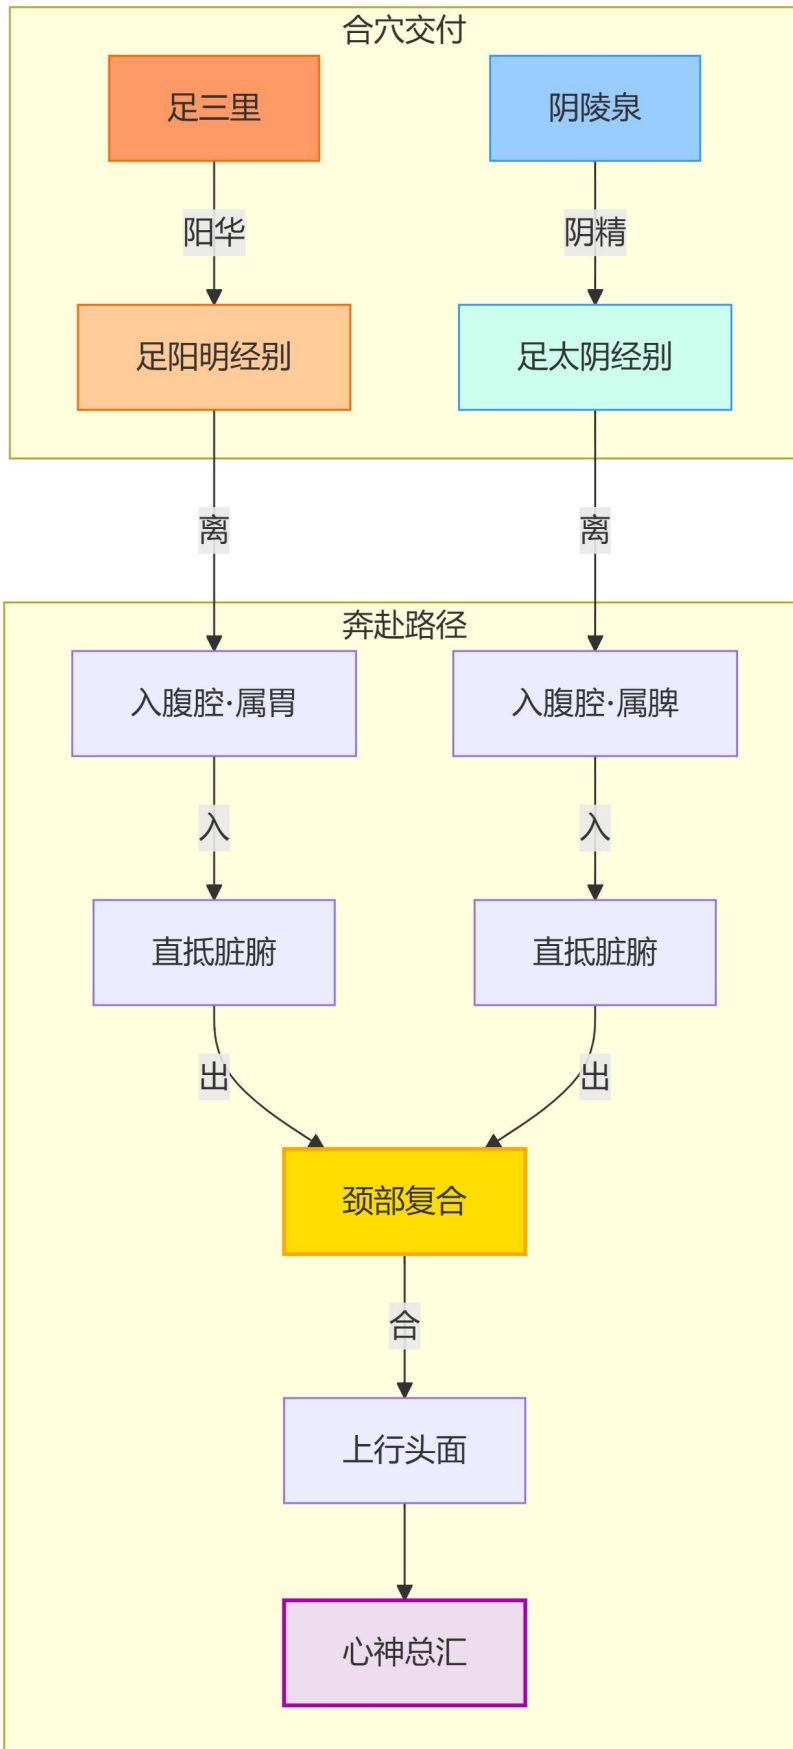 合穴交付
足三里
阴陵泉
阳华
阴精
足阳明经别
足太阴经别
离
离
奔赴路径
入腹腔·属胃
入腹腔·属脾
入
入
直抵脏腑
直抵脏腑
出
出
颈部复合
合
上行头面
心神总汇